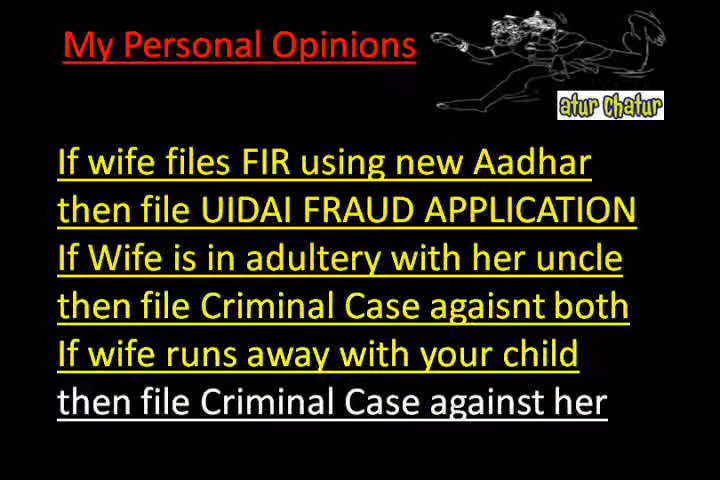 My Personal Opinions
atur chatur
If wife files FIR using new Aadhar
then file UIDAI FRAUD APPLICATION
If Wife is in adultery with her uncle
then file Criminal Case agaisnt both
If wife runs away with your child
then file Criminal Case against her